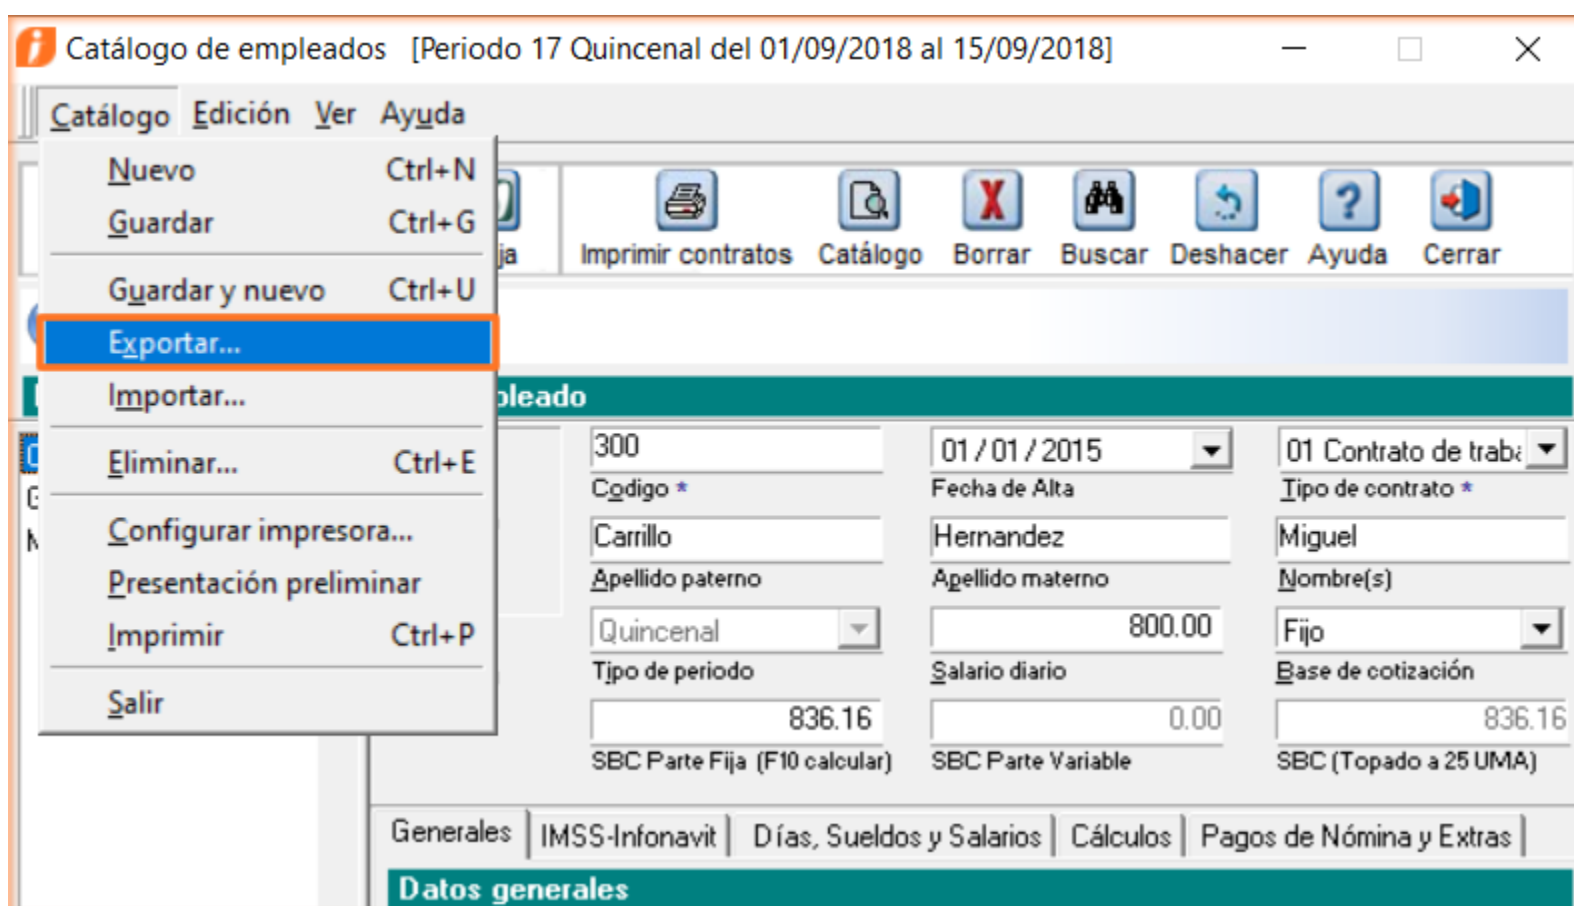 Catálogo de empleados [Periodo 17 Quincenal del 01/09/2018 al 15/09/2018]
Catálogo Edición Ver Ayuda
Nuevo Ctrl+N
Guardar Ctrl+G
Guardar y nuevo Ctrl+U
Exportar...
Importar...
Eliminar... Ctrl+E
Configurar impresora...
Presentación preliminar
Imprimir Ctrl+P
Salir
ja Imprimir contratos Catálogo Borrar Buscar Deshacer Ayuda Cerrar
pleado
300 01/01/2015 01 Contrato de traba
Codigo * Fecha de Alta Tipo de contrato *
Carrillo Hernandez Miguel
Apellido paterno Apellido materno Nombre(s)
Quincenal 800.00 Fijo
Tipo de periodo Salario diario Base de cotización
836.16 0.00 836.16
SBC Parte Fija (F10 calcular) SBC Parte Variable SBC (Topado a 25 UMA)
Generales IMSS-Infonavit Días, Sueldos y Salarios Cálculos Pagos de Nómina y Extras
Datos generales